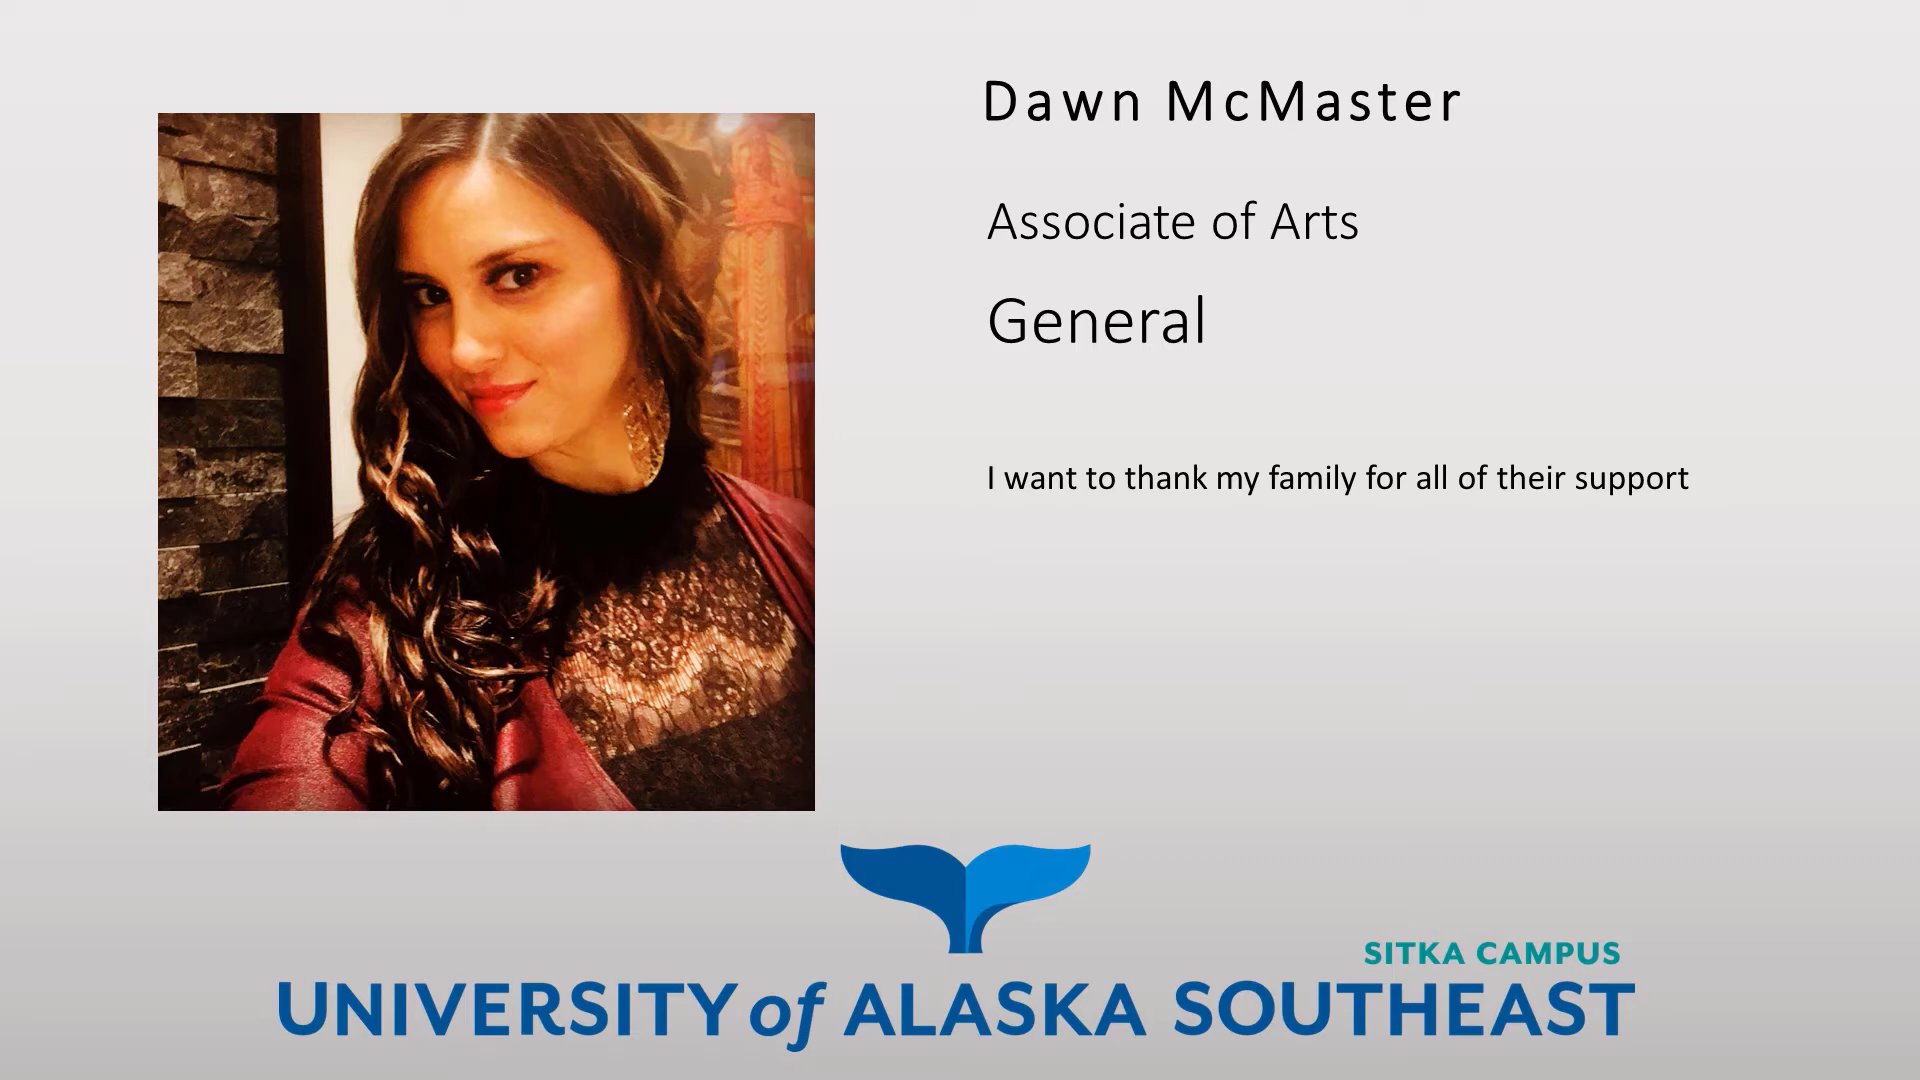 Dawn McMaster
Associate of Arts
General
I want to thank my family for all of their support
SITKA CAMPUS
UNIVERSITY of ALASKA SOUTHEAST